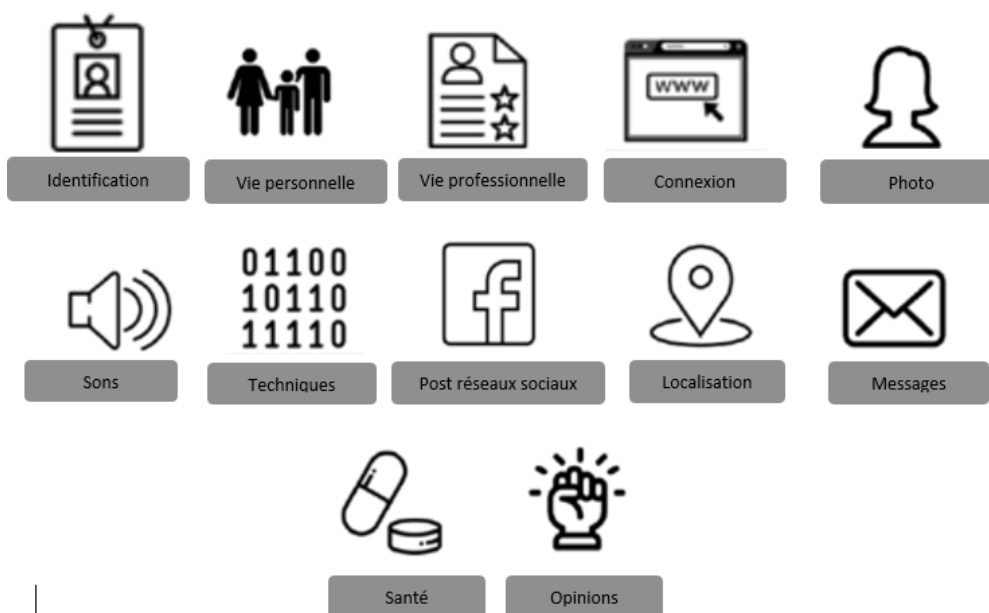 www
Identification
Vie personnelle
Vie professionnelle
Connexion
Photo
01100
10110
11110
f
Sons
Techniques
Post réseaux sociaux
Localisation
Messages
Santé
Opinions